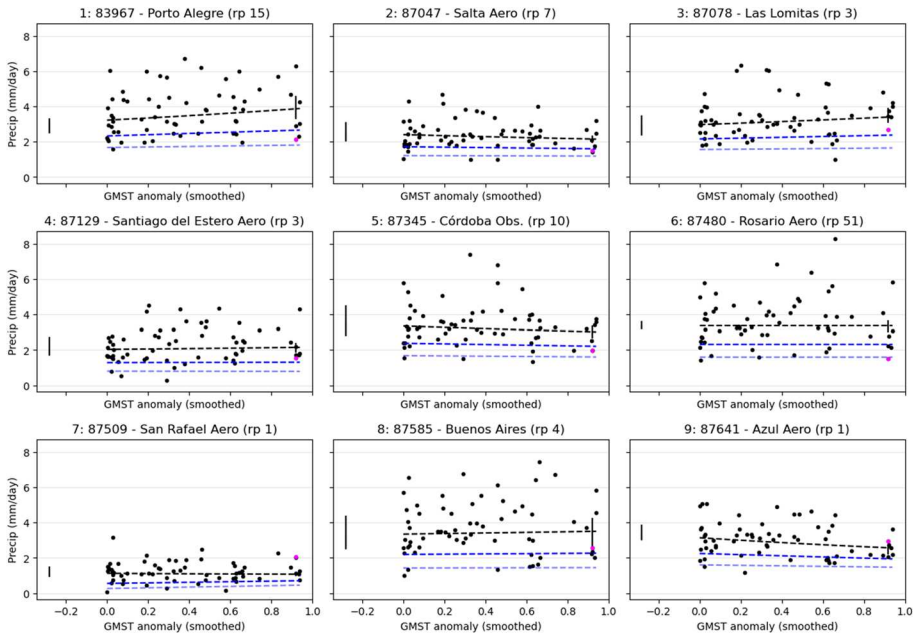 1: 83967 - Porto Alegre (rp 15)
2: 87047 - Salta Aero (rp 7)
3: 87078 - Las Lomitas (rp 3)
8
6
4
2
0
Precip (mm/day)
GMST anomaly (smoothed)
GMST anomaly (smoothed)
GMST anomaly (smoothed)
4: 87129 - Santiago del Estero Aero (rp 3)
5: 87345 - Córdoba Obs. (rp 10)
6: 87480 - Rosario Aero (rp 51)
8
6
4
2
0
Precip (mm/day)
GMST anomaly (smoothed)
GMST anomaly (smoothed)
GMST anomaly (smoothed)
7: 87509 - San Rafael Aero (rp 1)
8: 87585 - Buenos Aires (rp 4)
9: 87641 - Azul Aero (rp 1)
8
6
4
2
0
Precip (mm/day)
−0.2 0.0 0.2 0.4 0.6 0.8 1.0
−0.2 0.0 0.2 0.4 0.6 0.8 1.0
−0.2 0.0 0.2 0.4 0.6 0.8 1.0
GMST anomaly (smoothed)
GMST anomaly (smoothed)
GMST anomaly (smoothed)